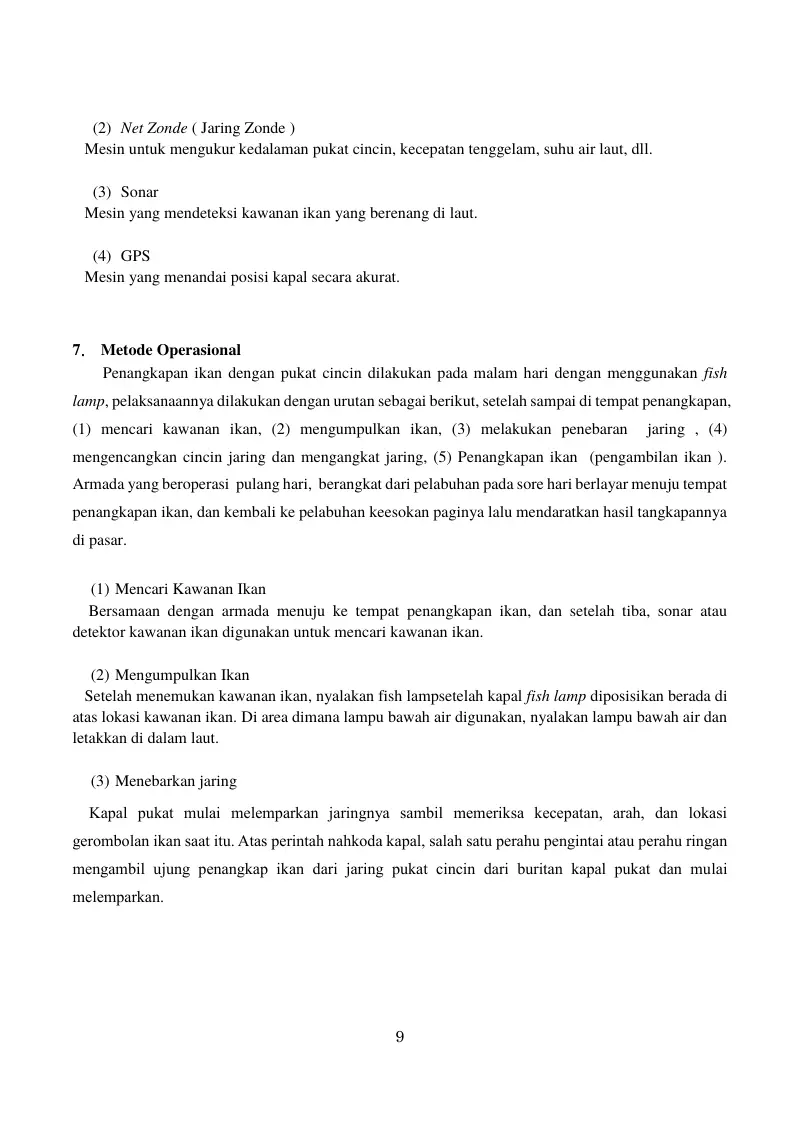 (2) Net Zonde ( Jaring Zonde )
Mesin untuk mengukur kedalaman pukat cincin, kecepatan tenggelam, suhu air laut, dll.
(3) Sonar
Mesin yang mendeteksi kawanan ikan yang berenang di laut.
(4) GPS
Mesin yang menandai posisi kapal secara akurat.
7. Metode Operasional
Penangkapan ikan dengan pukat cincin dilakukan pada malam hari dengan menggunakan fish
lamp, pelaksanaannya dilakukan dengan urutan sebagai berikut, setelah sampai di tempat penangkapan,
(1) mencari kawanan ikan, (2) mengumpulkan ikan, (3) melakukan penebaran jaring , (4)
mengencangkan cincin jaring dan mengangkat jaring, (5) Penangkapan ikan (pengambilan ikan ).
Armada yang beroperasi pulang hari, berangkat dari pelabuhan pada sore hari berlayar menuju tempat
penangkapan ikan, dan kembali ke pelabuhan keesokan paginya lalu mendaratkan hasil tangkapannya
di pasar.
(1) Mencari Kawanan Ikan
Bersamaan dengan armada menuju ke tempat penangkapan ikan, dan setelah tiba, sonar atau
detektor kawanan ikan digunakan untuk mencari kawanan ikan.
(2) Mengumpulkan Ikan
Setelah menemukan kawanan ikan, nyalakan fish lampsetelah kapal fish lamp diposisikan berada di
atas lokasi kawanan ikan. Di area dimana lampu bawah air digunakan, nyalakan lampu bawah air dan
letakkan di dalam laut.
(3) Menebarkan jaring
Kapal pukat mulai melemparkan jaringnya sambil memeriksa kecepatan, arah, dan lokasi
gerombolan ikan saat itu. Atas perintah nahkoda kapal, salah satu perahu pengintai atau perahu ringan
mengambil ujung penangkap ikan dari jaring pukat cincin dari buritan kapal pukat dan mulai
melemparkan.
9